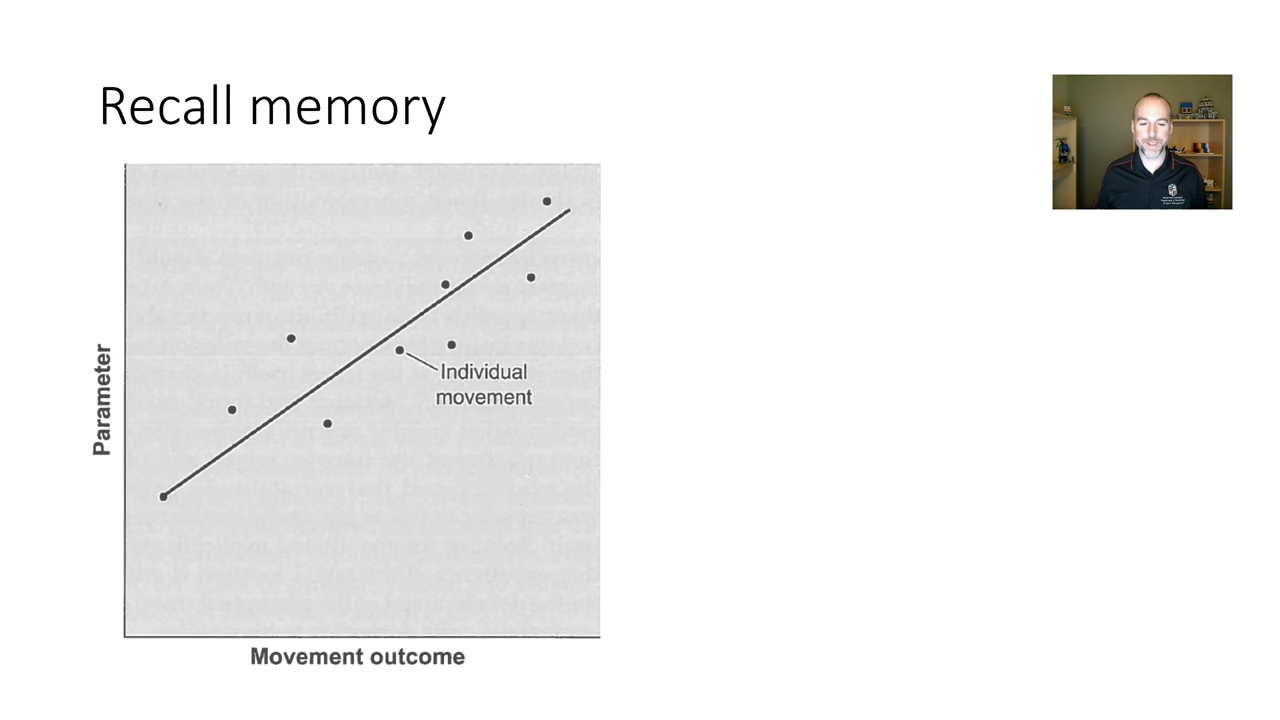 Recall memory
Parameter
Individual
movement
Movement outcome